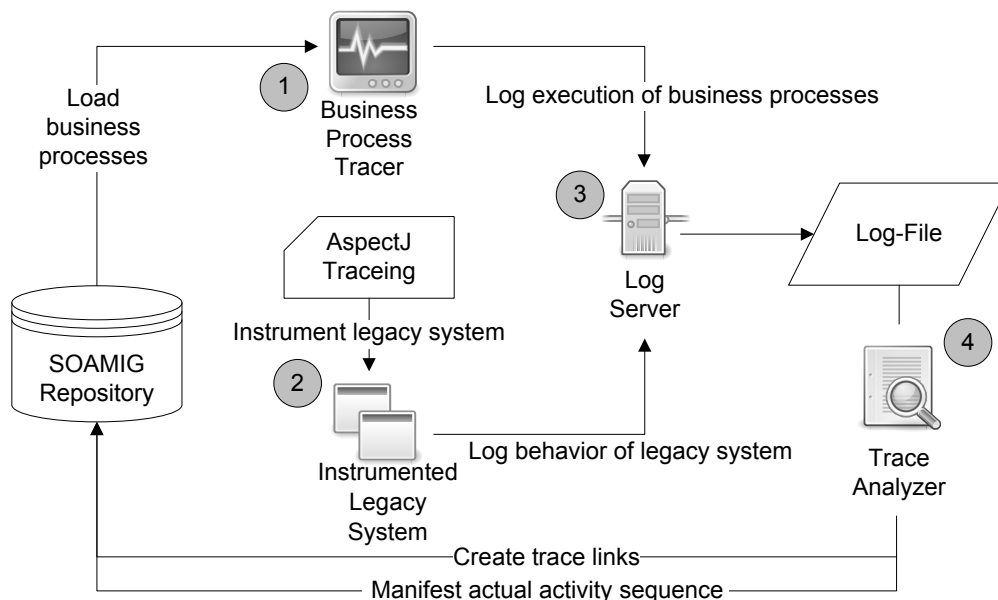 1
Business
Process
Tracer
Load
business
processes
Log execution of business processes
3
Log
Server
Log-File
AspectJ
Traceing
Instrument legacy system
SOAMIG
Repository
2
Instrumented
Legacy
System
Log behavior of legacy system
4
Trace
Analyzer
Create trace links
Manifest actual activity sequence